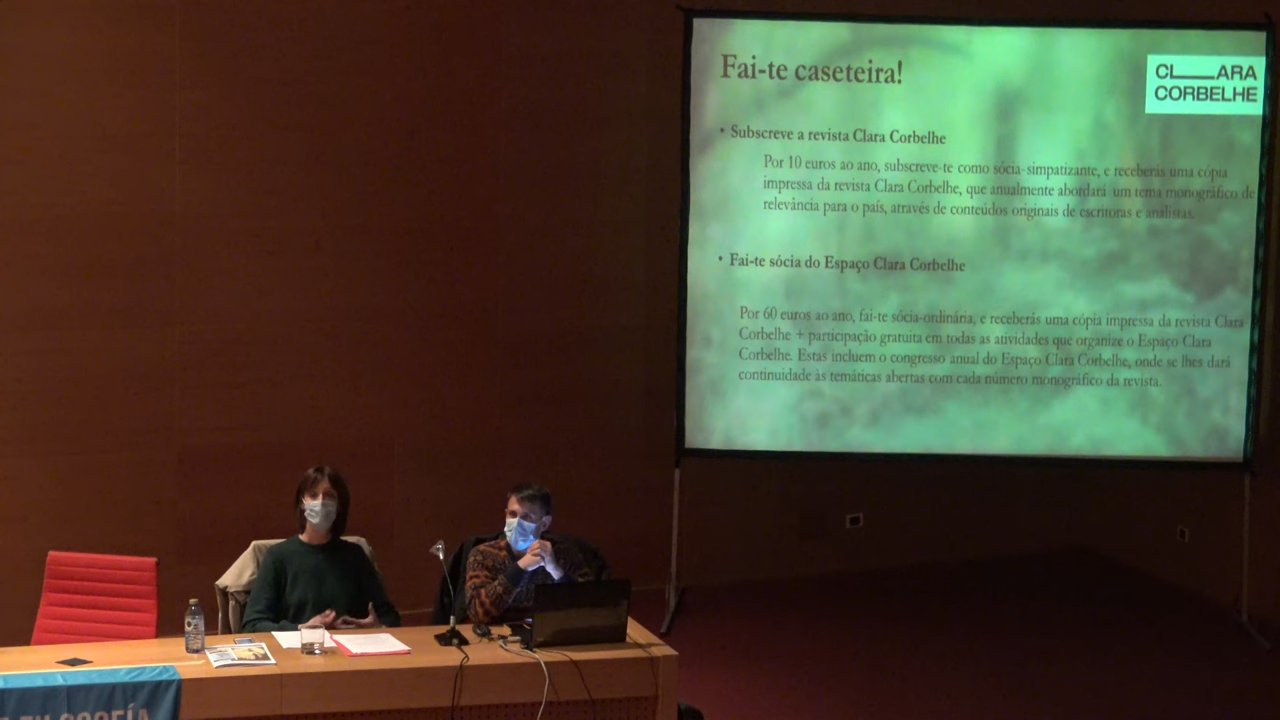 Fai-te caseteira!
CL___ARA
CORBELHE
• Subscreve a revista Clara Corbelhe
Por 10 euros ao ano, subscreve-te como sócia-simpatizante, e receberás uma cópia
impressa da revista Clara Corbelhe, que anualmente abordará um tema monográfico de
relevância para o país, através de conteúdos originais de escritoras e analistas.
• Fai-te sócia do Espaço Clara Corbelhe
Por 60 euros ao ano, fai-te sócia-ordinária, e receberás uma cópia impressa da revista Clara
Corbelhe + participação gratuita em todas as atividades que organize o Espaço Clara
Corbelhe. Estas incluem o congresso anual do Espaço Clara Corbelhe, onde se lhes dará
continuidade às temáticas abertas com cada número monográfico da revista.